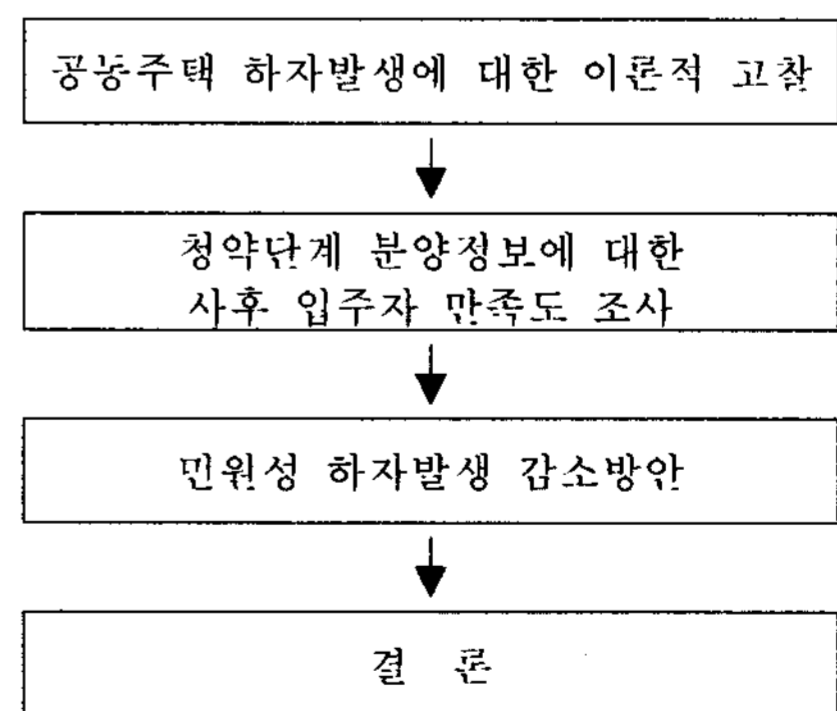 공동주택 하자발생에 대한 이론적 고찰
청약단계 분양정보에 대한
사후 입주자 만족도 조사
민원성 하자발생 감소방안
결 론